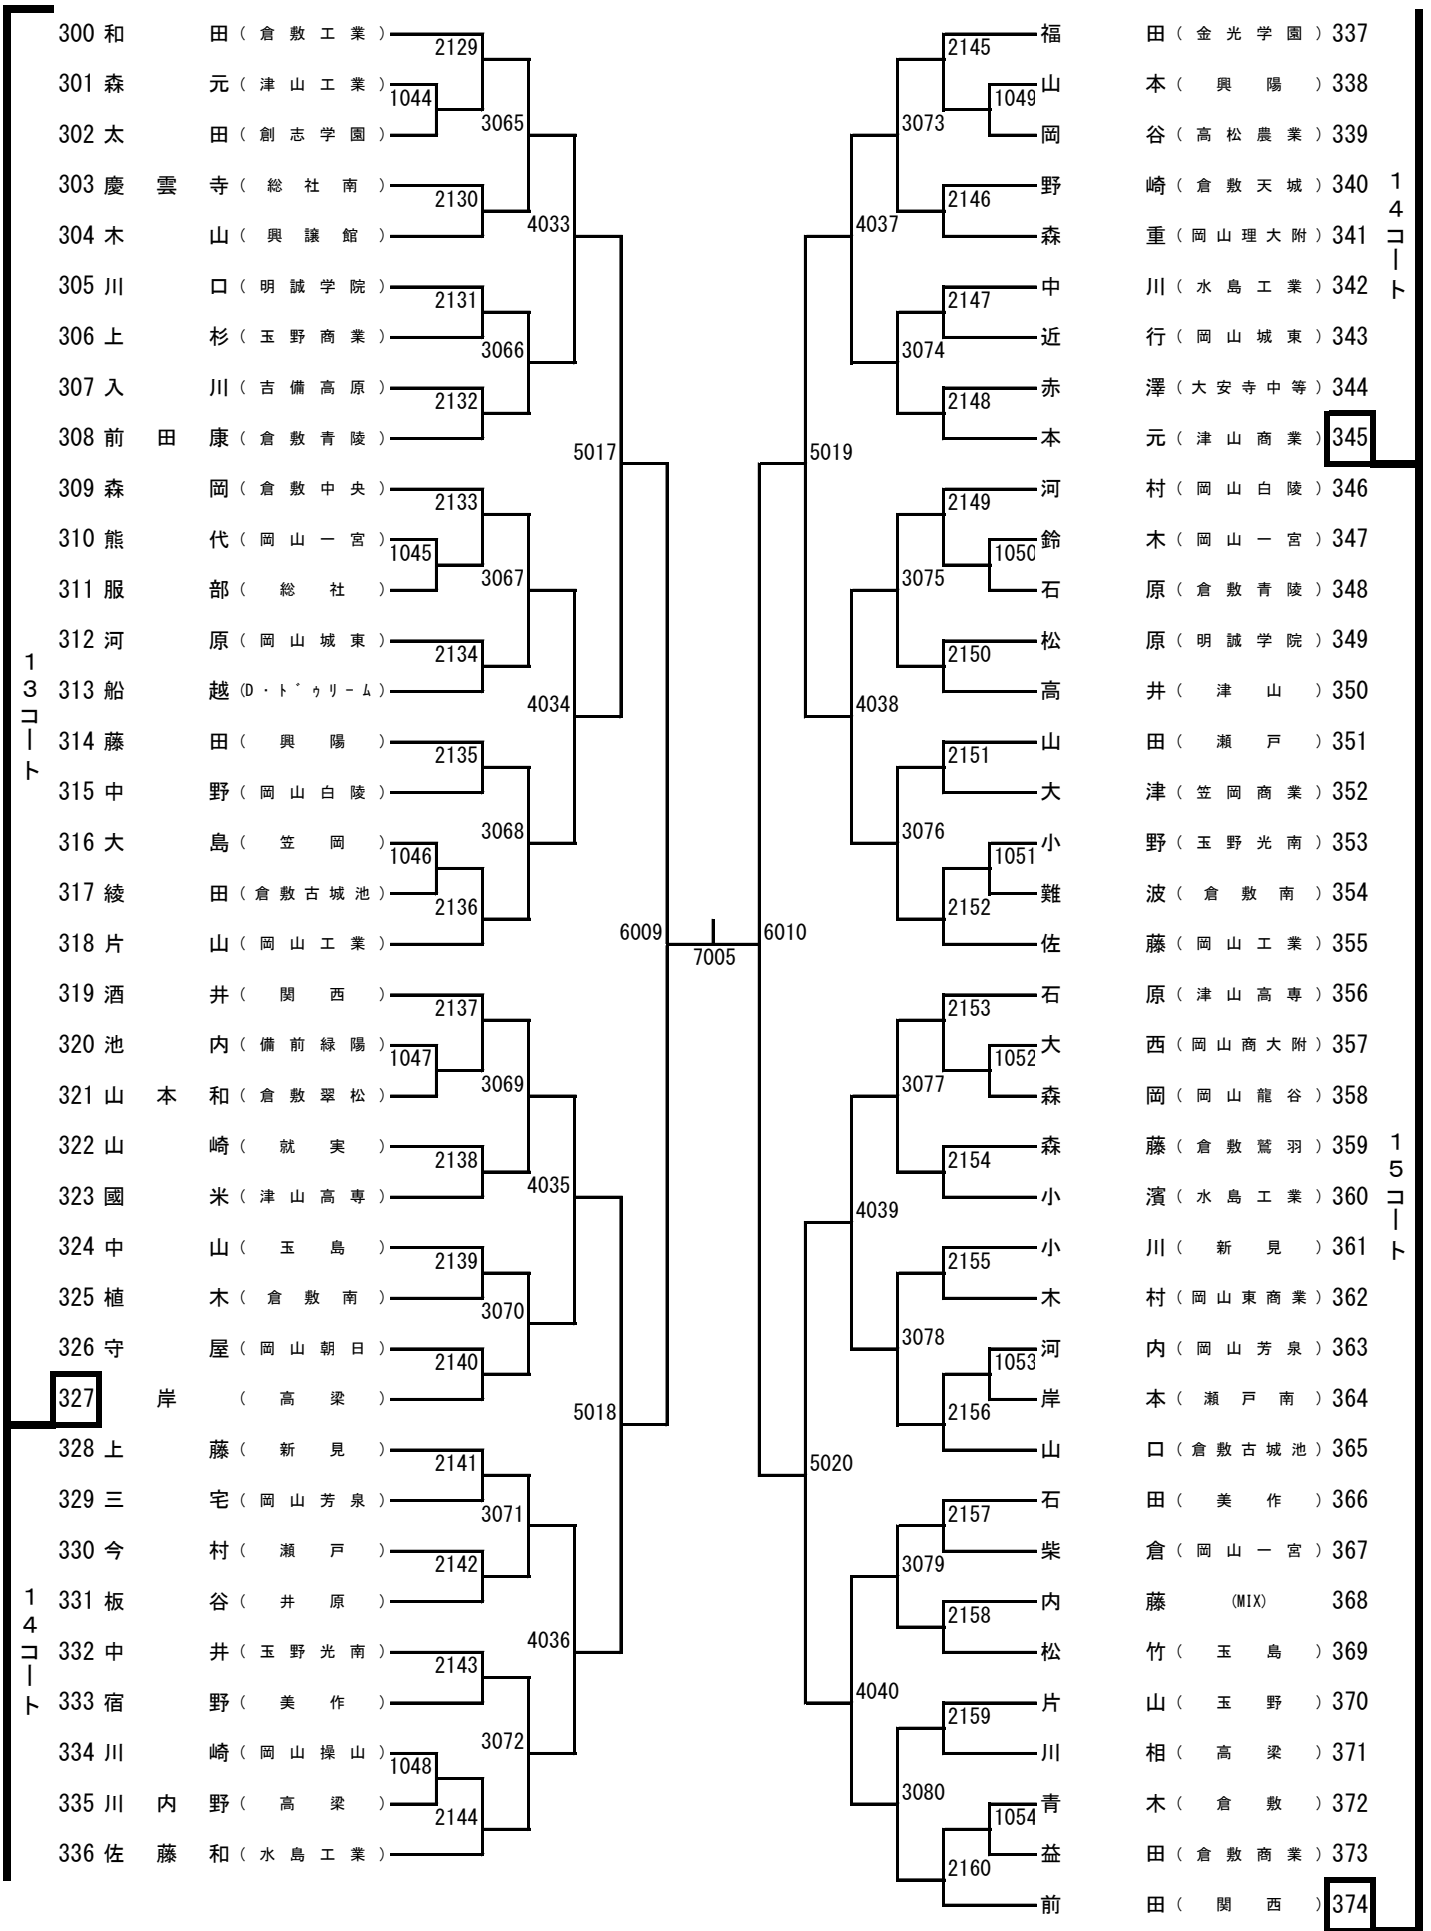 300 和田(倉敷工業)
2129
301 森元(津山工業)
1044
3065
302 太田(創志学園)
303 慶雲寺(総社南)
2130
4033
304 木山(興譲館)
305 川口(明誠学院)
2131
306 上杉(玉野商業)
3066
307 入川(吉備高原)
2132
308 前田康(倉敷青陵)
5017
309 森岡(倉敷中央)
2133
310 熊代(岡山一宮)
1045
3067
311 服部(総社)
312 河原(岡山城東)
2134
313 船越(D・ドゥリーム)
4034
314 藤田(興陽)
2135
315 中野(岡山白陵)
3068
316 大島(笠岡)
1046
317 綾田(倉敷古城池)
2136
318 片山(岡山工業)
6009
319 酒井(関西)
2137
320 池内(備前緑陽)
1047
3069
321 山本和(倉敷翠松)
322 山崎(就実)
2138
4035
323 國米(津山高専)
324 中山(玉島)
2139
325 植木(倉敷南)
3070
326 守屋(岡山朝日)
2140
327 岸(高梁)
5018
328 上藤(新見)
2141
329 三宅(岡山芳泉)
3071
330 今村(瀬戸)
2142
331 板谷(井原)
4036
332 中井(玉野光南)
2143
333 宿野(美作)
3072
334 川崎(岡山操山)
1048
335 川内野(高梁)
2144
336 佐藤和(水島工業)
13コート
14コート
7005
福田(金光学園)337
2145
山本(興陽)338
1049
3073
岡谷(高松農業)339
野崎(倉敷天城)340
2146
4037
森重(岡山理大附)341
中川(水島工業)342
2147
近行(岡山城東)343
3074
赤澤(大安寺中等)344
2148
本元(津山商業)345
5019
河村(岡山白陵)346
2149
鈴木(岡山一宮)347
1050
3075
石原(倉敷青陵)348
松原(明誠学院)349
2150
高井(津山)350
4038
山田(瀬戸)351
2151
大津(笠岡商業)352
3076
小野(玉野光南)353
1051
難波(倉敷南)354
2152
佐藤(岡山工業)355
6010
石原(津山高専)356
2153
大西(岡山商大附)357
1052
3077
森岡(岡山龍谷)358
森藤(倉敷鷲羽)359
2154
小濱(水島工業)360
4039
小川(新見)361
2155
木村(岡山東商業)362
3078
河内(岡山芳泉)363
1053
岸本(瀬戸南)364
2156
山口(倉敷古城池)365
5020
石田(美作)366
2157
柴倉(岡山一宮)367
3079
内藤(MIX)368
2158
松竹(玉島)369
4040
片山(玉野)370
2159
川相(高梁)371
3080
青木(倉敷)372
1054
益田(倉敷商業)373
2160
前田(関西)374
14コート
15コート